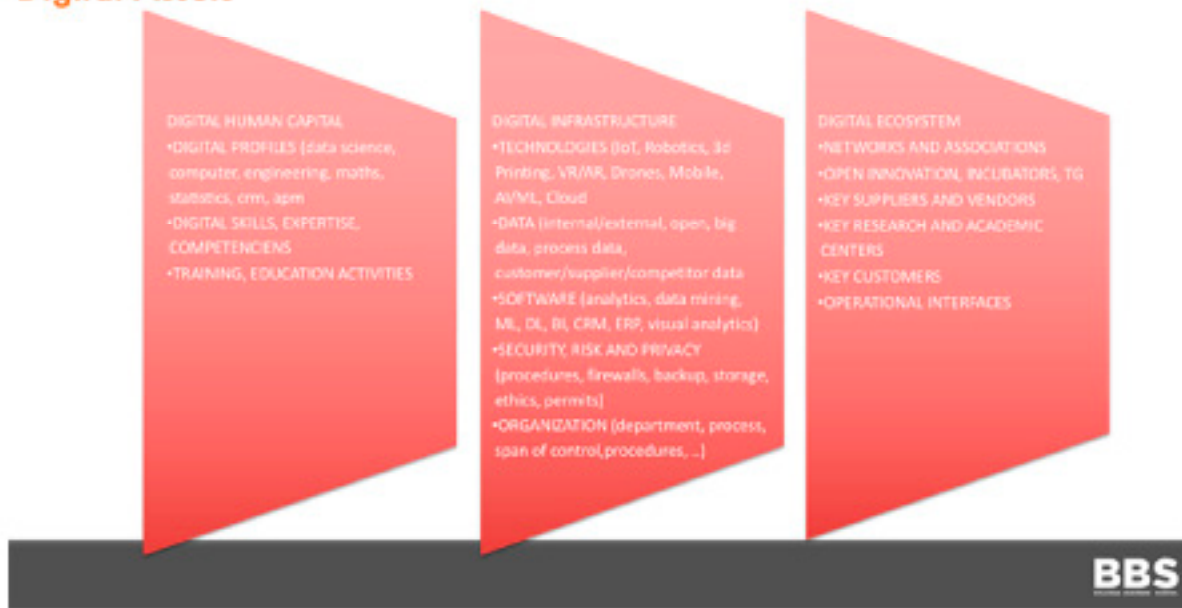 DIGITAL HUMAN CAPITAL
•DIGITAL PROFILES (data science,
computer, engineering, maths,
statistics, crm, apm
•DIGITAL SKILLS, EXPERTISE,
COMPETENCIENS
•TRAINING, EDUCATION ACTIVITIES
DIGITAL INFRASTRUCTURE
•TECHNOLOGIES (IoT, Robotics, 3d
Printing, VR/AR, Drones, Mobile,
AI/ML, Cloud
•DATA (internal/external, open, big
data, process data,
customer/supplier/competitor data
•SOFTWARE (analytics, data mining,
ML, DL, BI, CRM, ERP, visual analytics)
•SECURITY, RISK AND PRIVACY
(procedures, firewalls, backup, storage,
ethics, permits)
•ORGANIZATION (department, process,
span of control,procedures, ..)
DIGITAL ECOSYSTEM
•NETWORKS AND ASSOCIATIONS
•OPEN INNOVATION, INCUBATORS, TG
•KEY SUPPLIERS AND VENDORS
•KEY RESEARCH AND ACADEMIC
CENTERS
•KEY CUSTOMERS
•OPERATIONAL INTERFACES
BBS